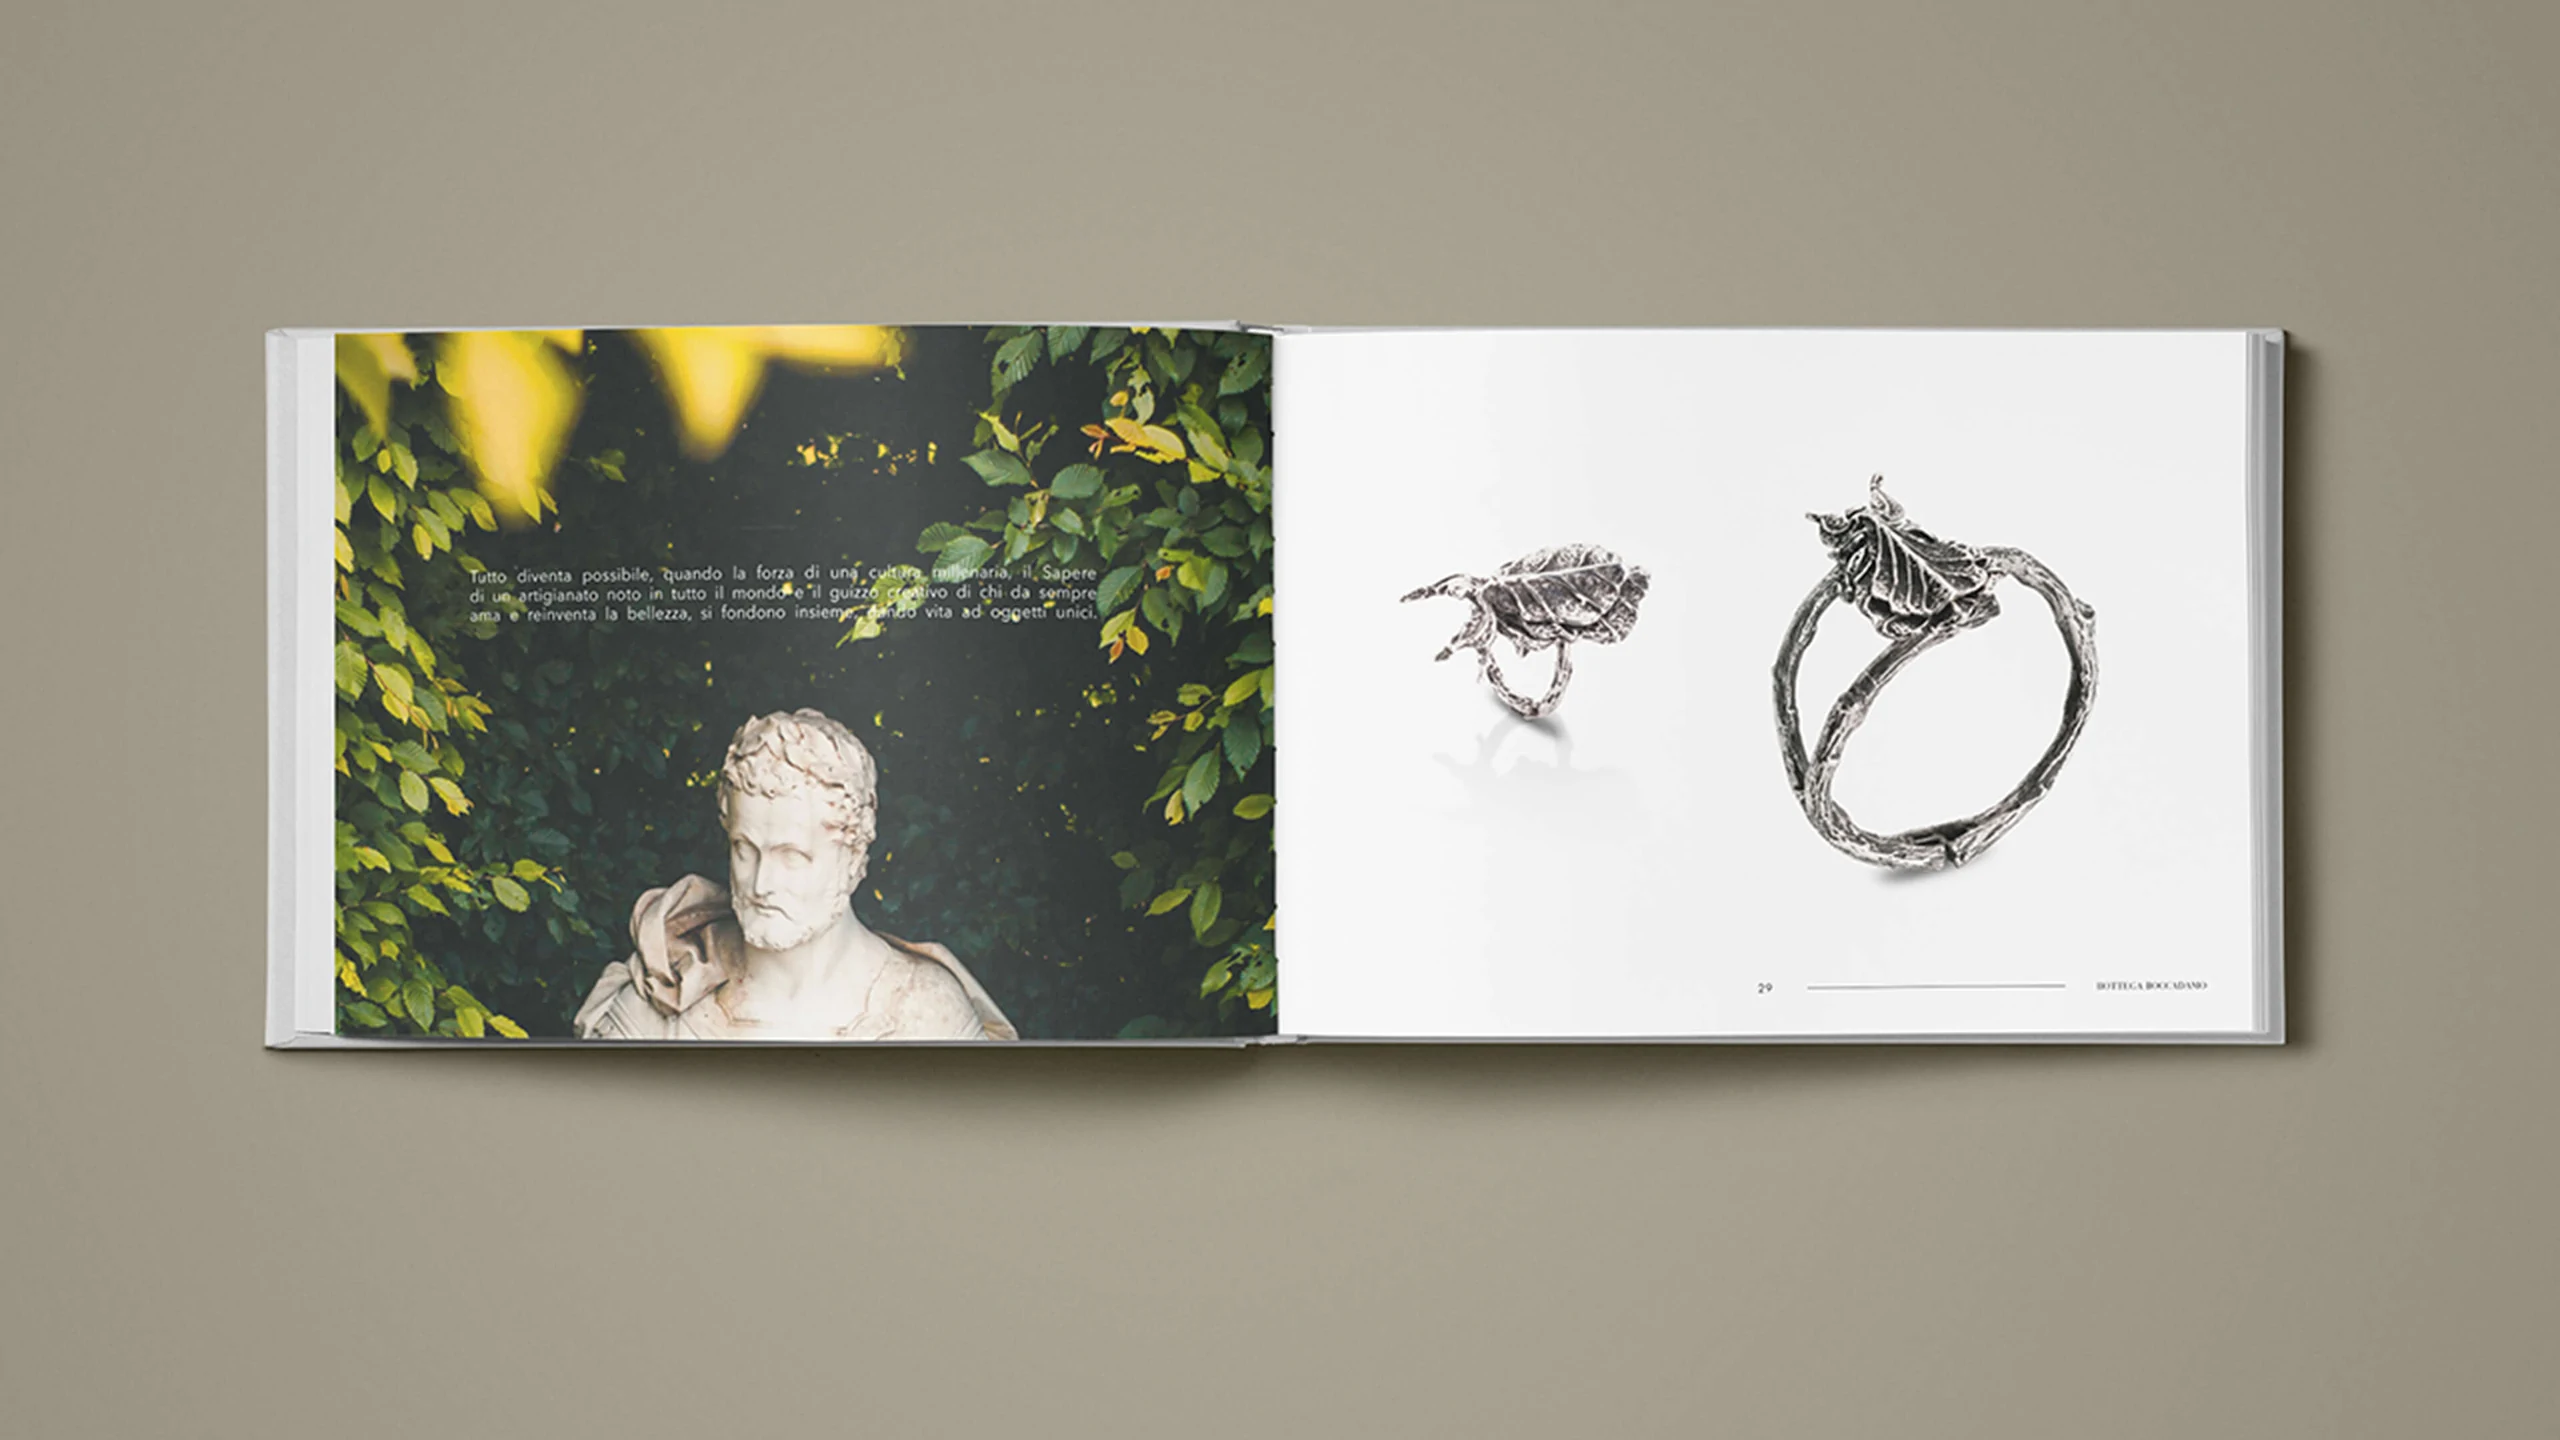 Tutto diventa possibile, quando la forza di una cultura millenaria, il Sapere
di un artigianato noto in tutto il mondo e il guizzo creativo di chi da sempre
ama e reinventa la bellezza, si fondono insieme, dando vita ad oggetti unici.
29
BOTTEGA BOCCADAMO